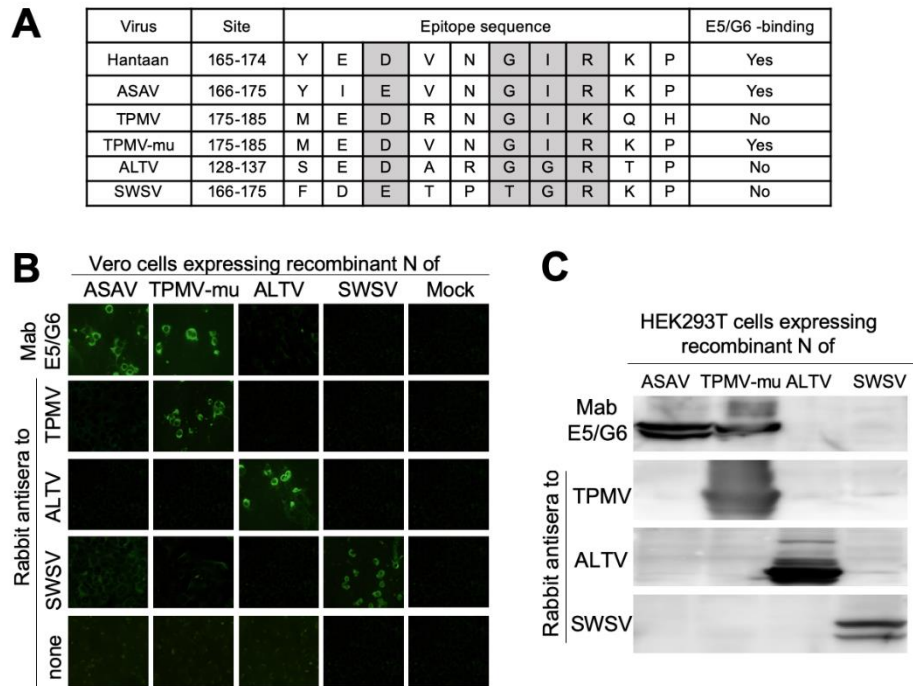 A
Virus Site Epitope sequence E5/G6 -binding
Hantaan 165-174 Y E D V N G I R K P Yes
ASAV 166-175 Y I E V N G I R K P Yes
TPMV 175-185 M E D R N G I K Q H No
TPMV-mu 175-185 M E D V N G I R K P Yes
ALTV 128-137 S E D A R G G R T P No
SWSV 166-175 F D E T P T G R K P No
B
Vero cells expressing recombinant N of
ASAV TPMV-mu ALTV SWSV Mock
Mab
E5/G6
Rabbit antisera to
TPMV
ALTV
SWSV
none
C
HEK293T cells expressing
recombinant N of
ASAV TPMV-mu ALTV SWSV
Mab
E5/G6
Rabbit antisera to
TPMV
ALTV
SWSV